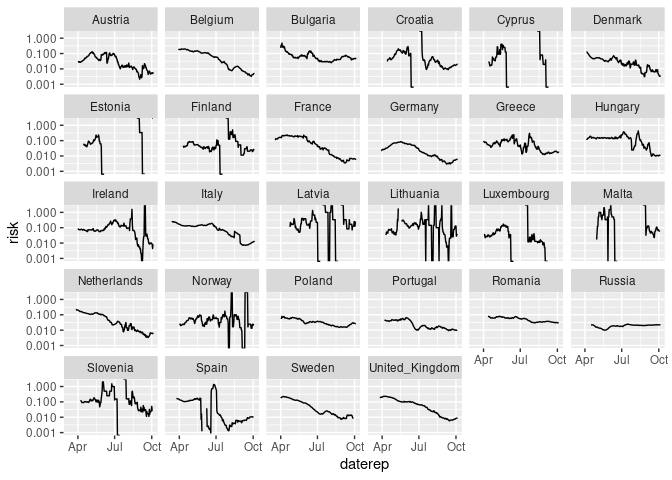 Austria Belgium Bulgaria Croatia Cyprus Denmark
1.000
0.100
0.010
0.001
Estonia Finland France Germany Greece Hungary
1.000
0.100
0.010
0.001
Ireland Italy Latvia Lithuania Luxembourg Malta
1.000
0.100
0.010
0.001
risk
Netherlands Norway Poland Portugal Romania Russia
1.000
0.100
0.010
0.001
Apr Jul Oct Apr Jul Oct
Slovenia Spain Sweden United_Kingdom
1.000
0.100
0.010
0.001
Apr Jul Oct Apr Jul Oct Apr Jul Oct Apr Jul Oct
daterep